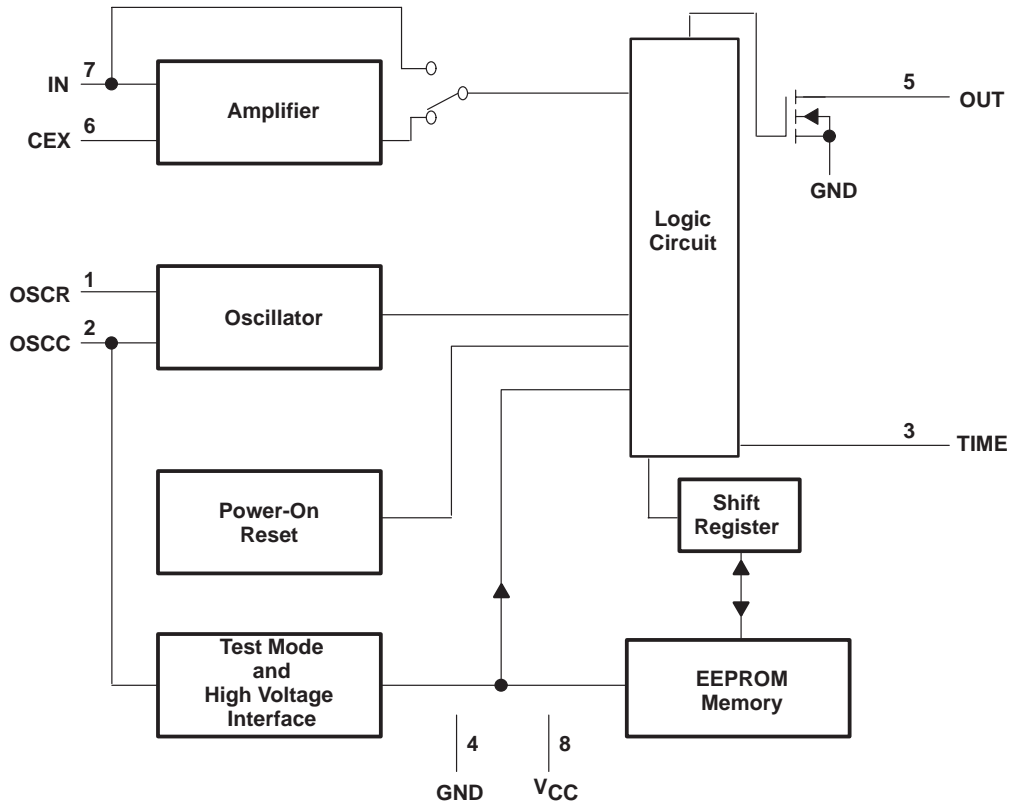 IN
7
CEX
6
Amplifier
OSCR
1
OSCC
2
Oscillator
Power-On
Reset
Test Mode
and
High Voltage
Interface
Logic
Circuit
5
OUT
GND
3
TIME
Shift
Register
EEPROM
Memory
4
GND
8
VCC